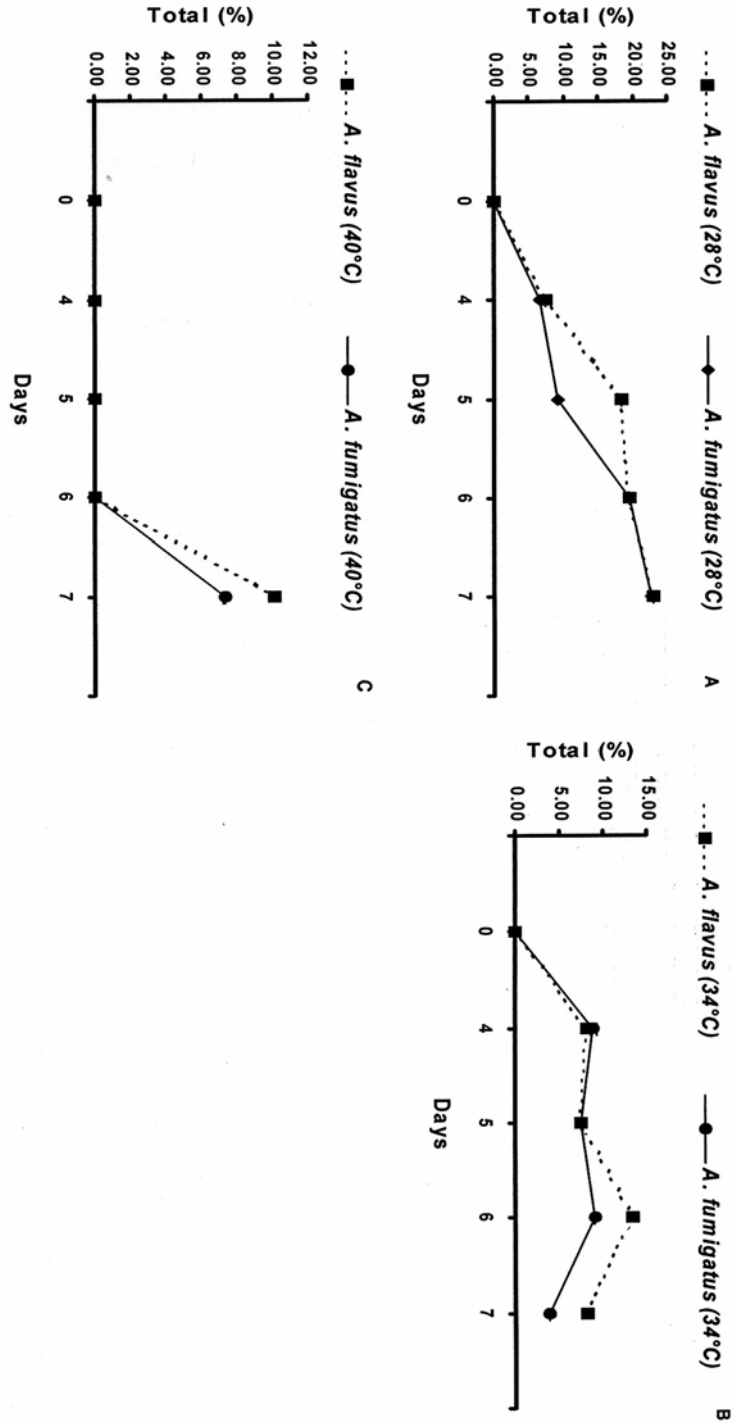 A
A. flavus (28°C) A. fumigatus (28°C)
Total (%)
25.00
20.00
15.00
10.00
5.00
0.00
0 4 5 6 7
Days
B
A. flavus (34°C) A. fumigatus (34°C)
Total (%)
15.00
10.00
5.00
0.00
0 4 5 6 7
Days
C
A. flavus (40°C) A. fumigatus (40°C)
Total (%)
12.00
10.00
8.00
6.00
4.00
2.00
0.00
0 4 5 6 7
Days